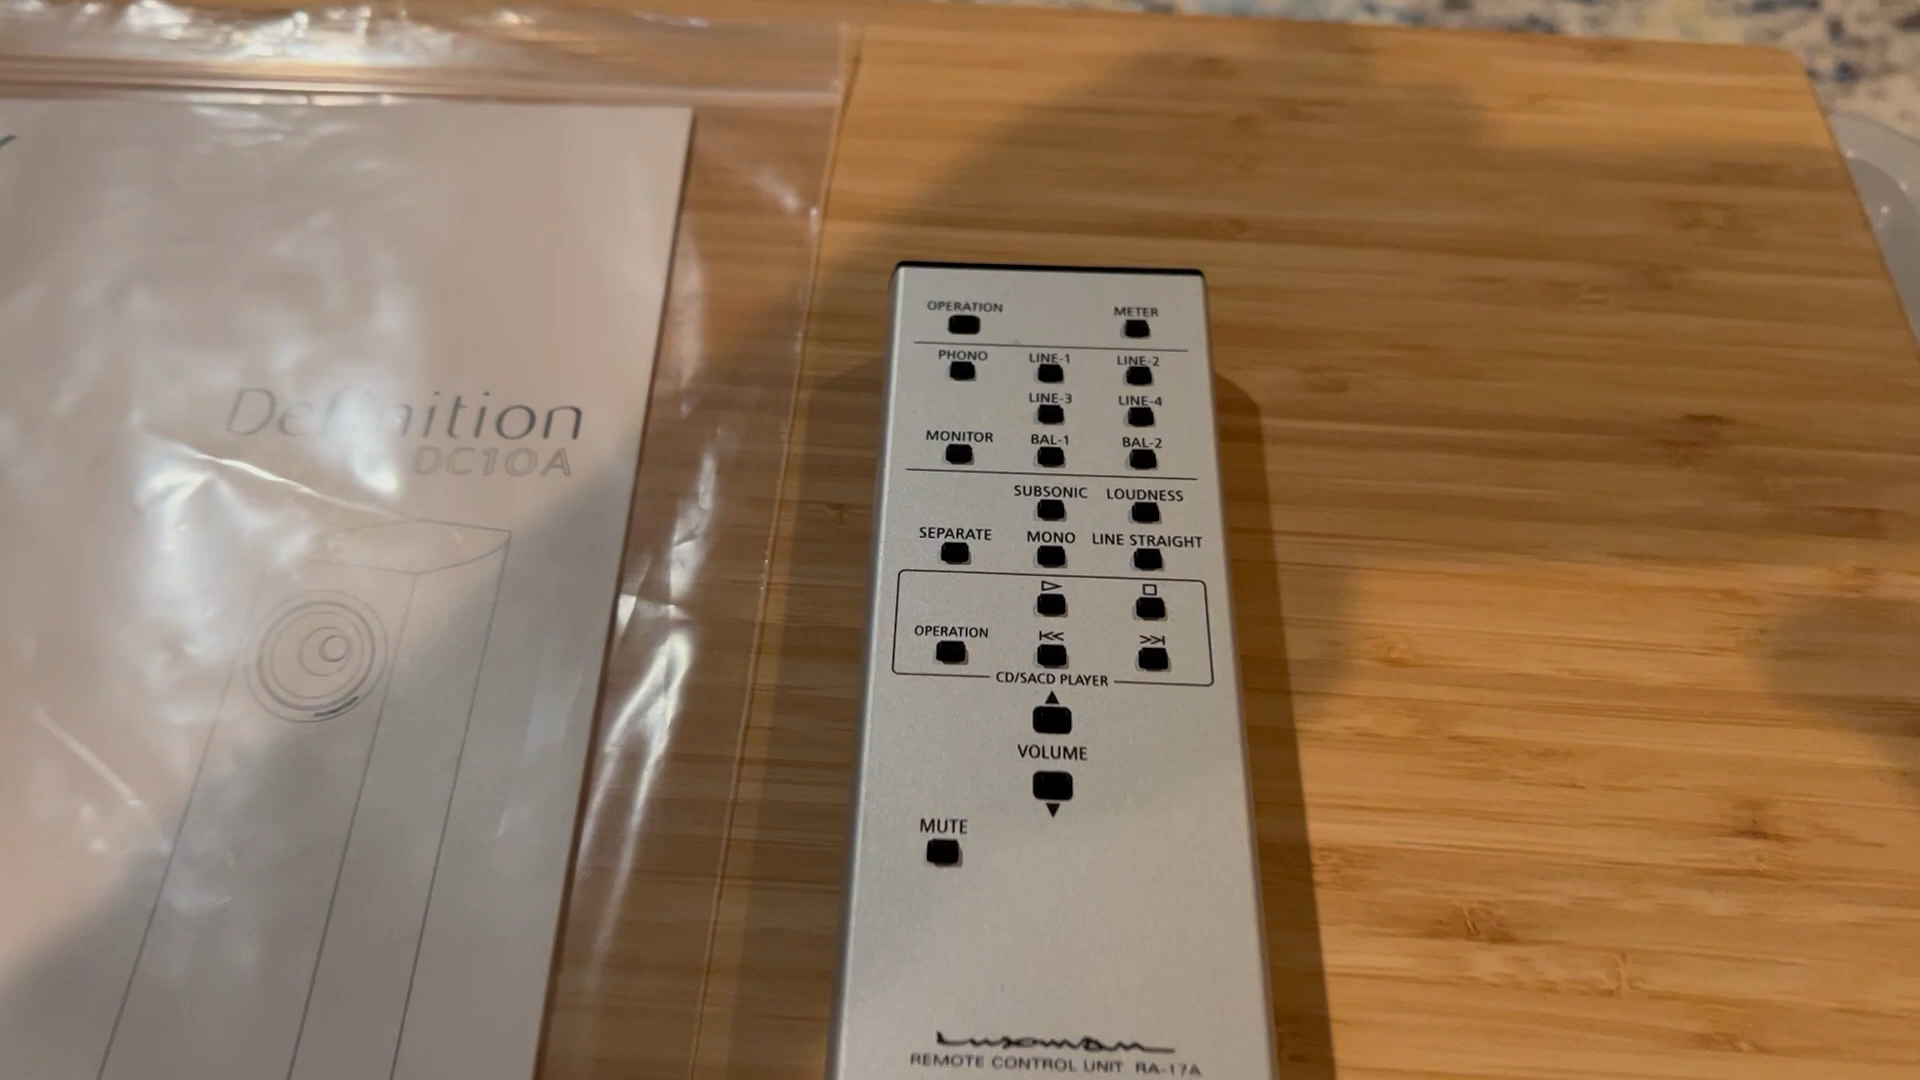 Definition
DC10A
OPERATION METER
PHONO LINE-1 LINE-2
LINE-3 LINE-4
MONITOR BAL-1 BAL-2
SUBSONIC LOUDNESS
SEPARATE MONO LINE STRAIGHT
OPERATION
CD/SACD PLAYER
VOLUME
MUTE
LUXMAN
REMOTE CONTROL UNIT RA-17A